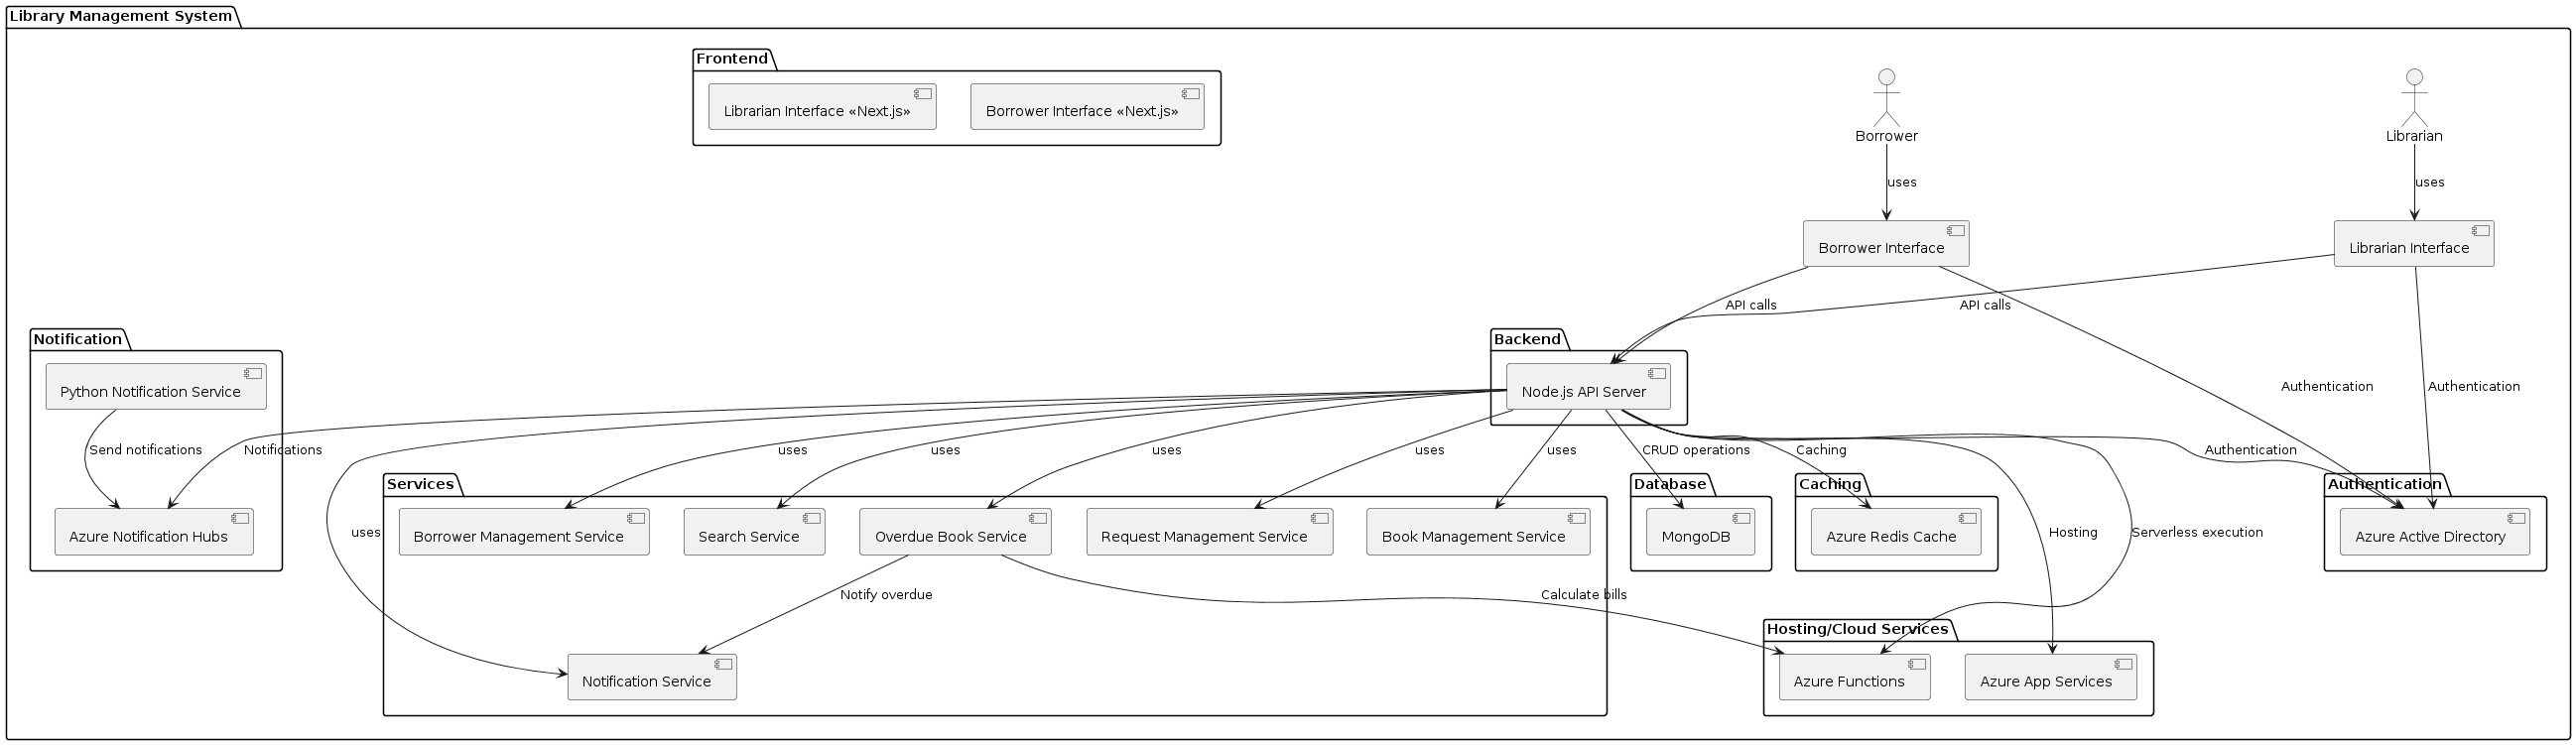 Library Management System
Frontend
Librarian Interface «Next.js»
Borrower Interface «Next.js»
Borrower
Librarian
uses
uses
Borrower Interface
Librarian Interface
API calls
API calls
Notification
Backend
Python Notification Service
Node.js API Server
Authentication
Authentication
Send notifications
Notifications
uses
uses
uses
uses
uses
CRUD operations
Caching
Authentication
Services
Database
Caching
Authentication
Azure Notification Hubs
uses
Borrower Management Service
Search Service
Overdue Book Service
Request Management Service
Book Management Service
MongoDB
Azure Redis Cache
Hosting
Serverless execution
Azure Active Directory
Notify overdue
Calculate bills
Hosting/Cloud Services
Notification Service
Azure Functions
Azure App Services